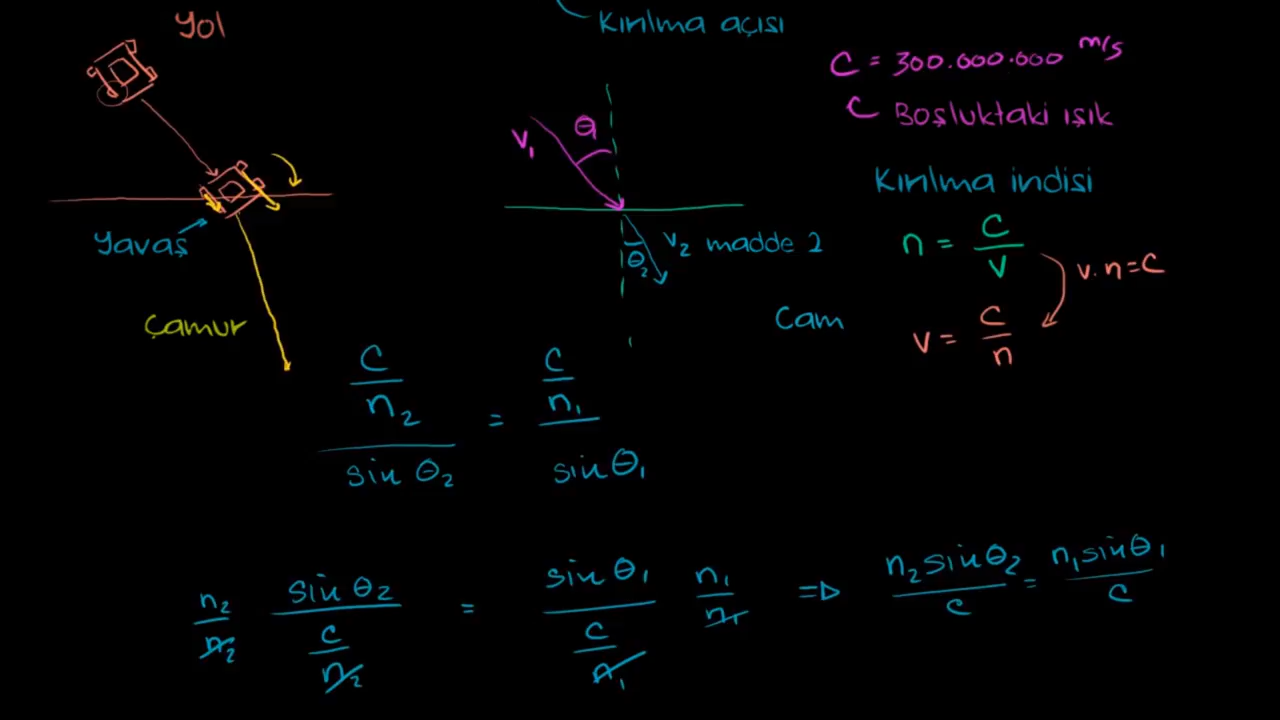 Yol
Kırılma açısı
C = 300.000.000 m/s
C Boşluktaki ışık
Kırılma indisi
n = C / V
v . n = C
v = C / n
V₁ θ₁
V₂ madde 2
θ₂
Cam
Yavaş
Çamur
C / n₂ / sin θ₂ = C / n₁ / sin θ₁
n₂ / n₂ sin θ₂ / C / n₂ = sin θ₁ / C / n₁ n₁ / n₁ ⇒ n₂ sin θ₂ / C = n₁ sin θ₁ / C